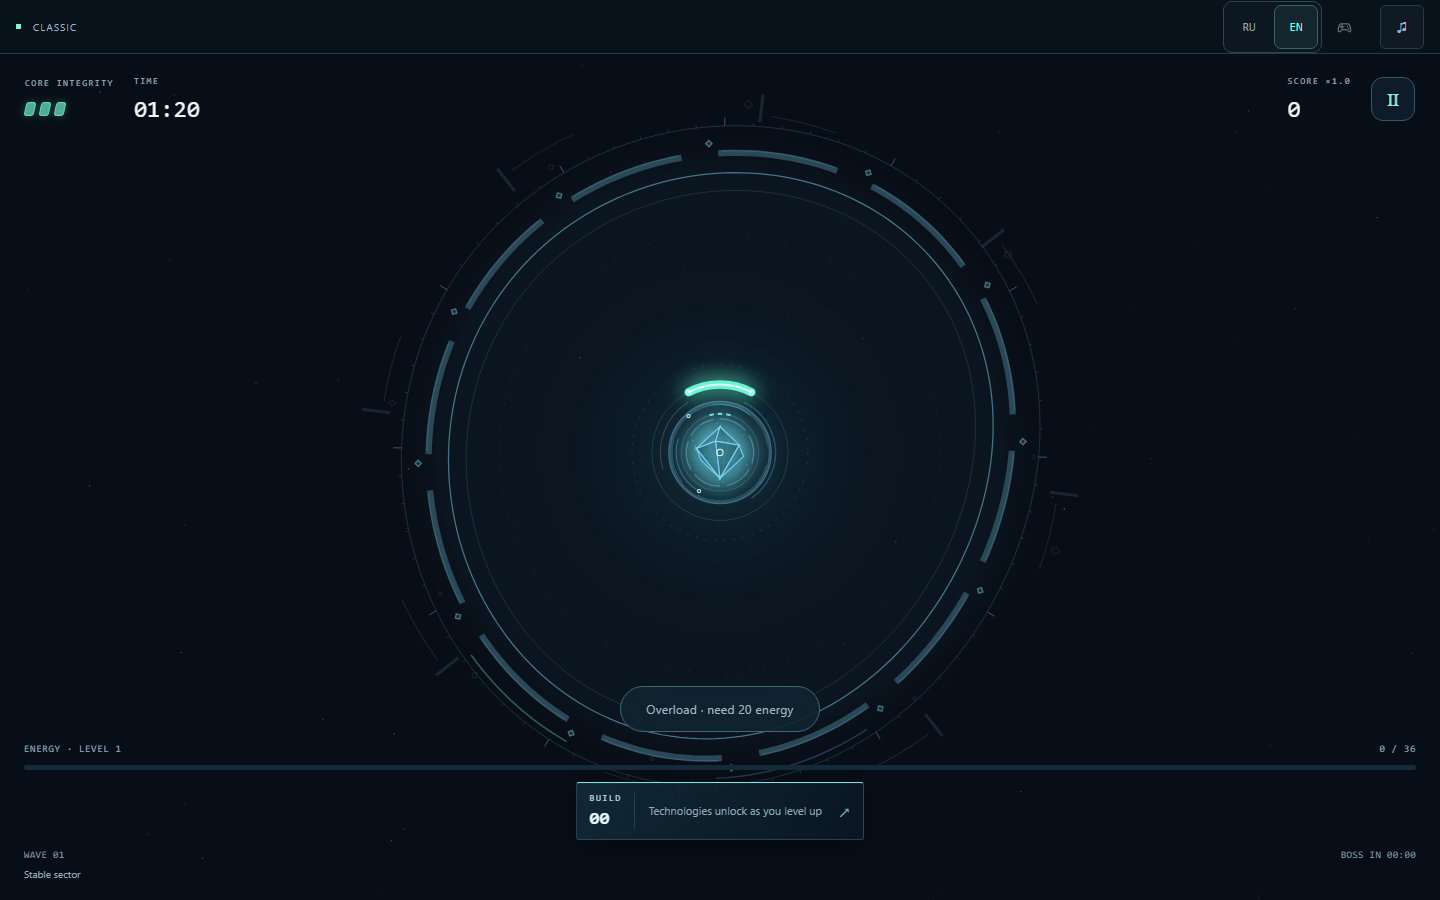 CLASSIC
RU
EN
CORE INTEGRITY
TIME
01:20
SCORE ×1.0
0
Overload · need 20 energy
ENERGY · LEVEL 1
0 / 36
BUILD
00
Technologies unlock as you level up
WAVE 01
Stable sector
BOSS IN 00:00